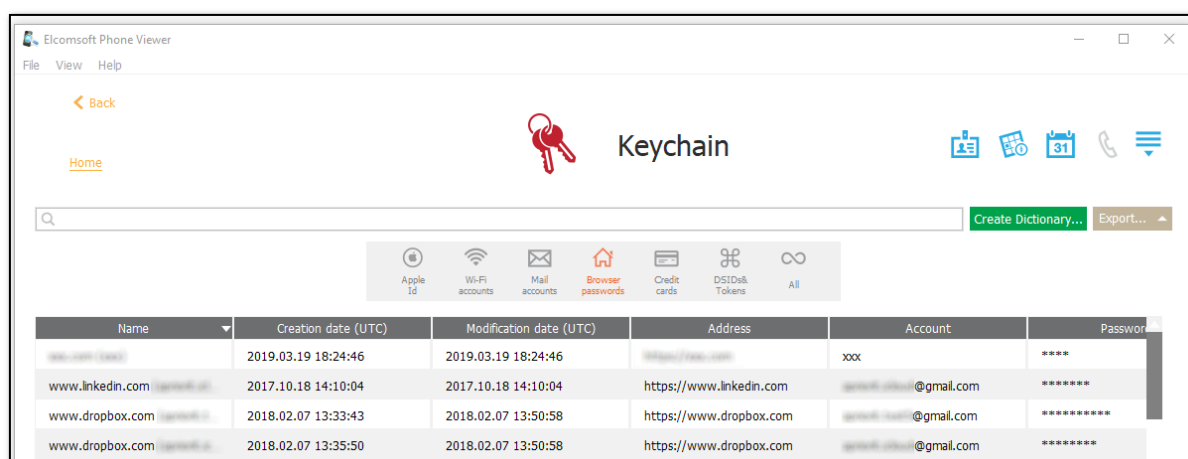 Elcomsoft Phone Viewer
File View Help
Back
Keychain
31
Home
Create Dictionary... Export...
Apple Id
Wi-Fi accounts
Mail accounts
Browser passwords
Credit cards
DSIDs& Tokens
All
Name Creation date (UTC) Modification date (UTC) Address Account Passwor
2019.03.19 18:24:46 2019.03.19 18:24:46 xxx ****
www.linkedin.com 2017.10.18 14:10:04 2017.10.18 14:10:04 https://www.linkedin.com @gmail.com *******
www.dropbox.com 2018.02.07 13:33:43 2018.02.07 13:50:58 https://www.dropbox.com @gmail.com **********
www.dropbox.com 2018.02.07 13:35:50 2018.02.07 13:50:58 https://www.dropbox.com @gmail.com ********